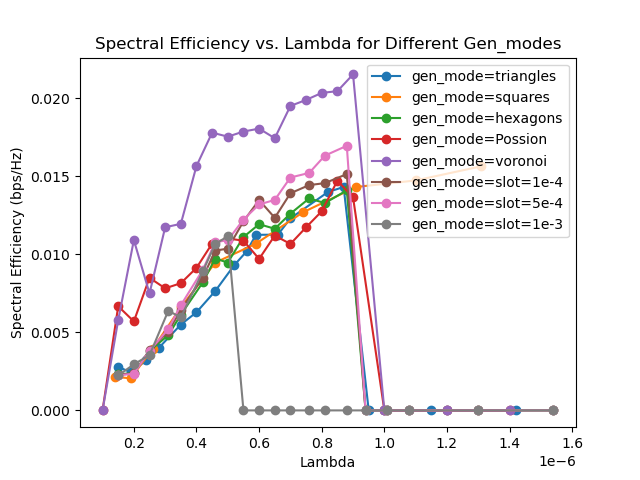 Spectral Efficiency vs. Lambda for Different Gen_modes
Spectral Efficiency (bps/Hz)
0.020
0.015
0.010
0.005
0.000
gen_mode=triangles
gen_mode=squares
gen_mode=hexagons
gen_mode=Possion
gen_mode=voronoi
gen_mode=slot=1e-4
gen_mode=slot=5e-4
gen_mode=slot=1e-3
0.2 0.4 0.6 0.8 1.0 1.2 1.4 1.6
1e−6
Lambda